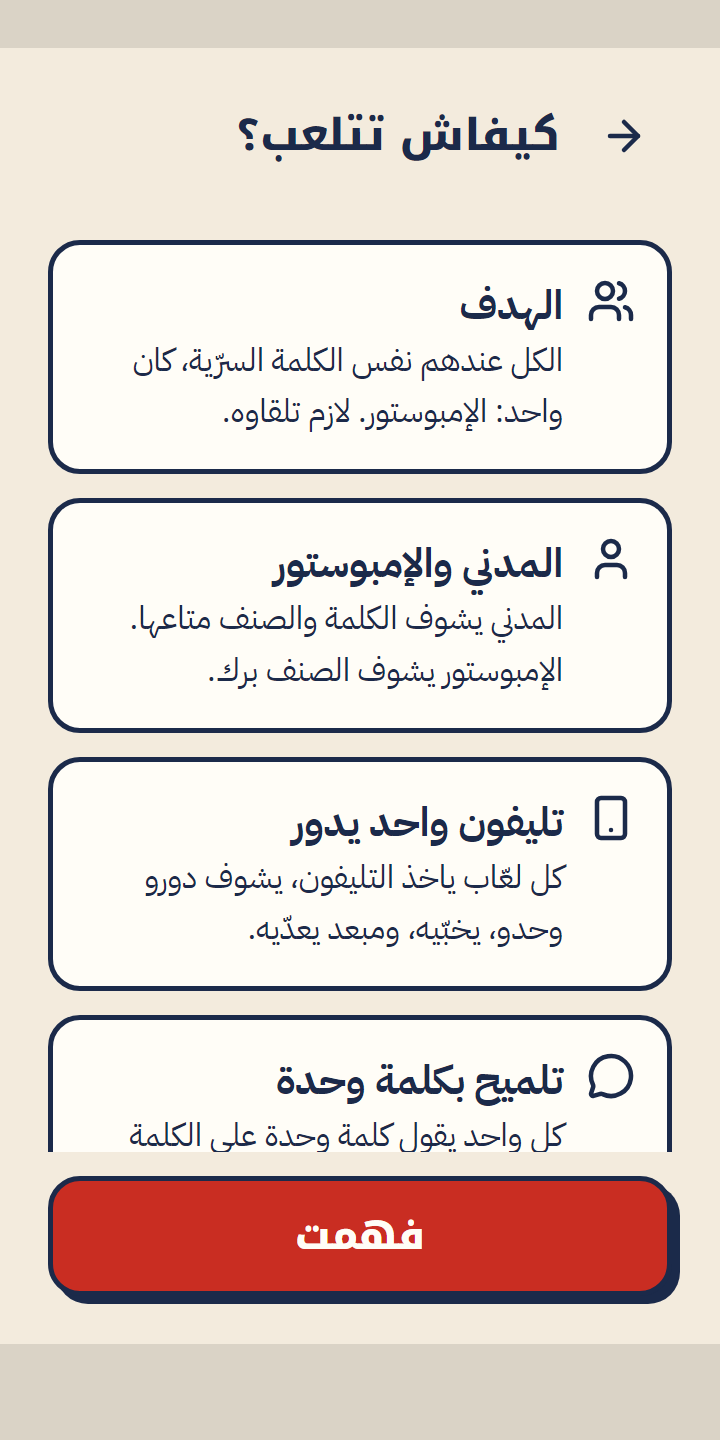 كيفاش تتلعب؟
الهدف
الكل عندهم نفس الكلمة السرّية، كان
واحد: الإمبوستور. لازم تلقاوه.
المدني والإمبوستور
المدني يشوف الكلمة والصنف متاعها.
الإمبوستور يشوف الصنف برك.
تليفون واحد يدور
كل لعّاب ياخذ التليفون، يشوف دورو
وحدو، يخبّيه، ومبعد يعدّيه.
تلميح بكلمة وحدة
كل واحد يقول كلمة وحدة على الكلمة
فهمت